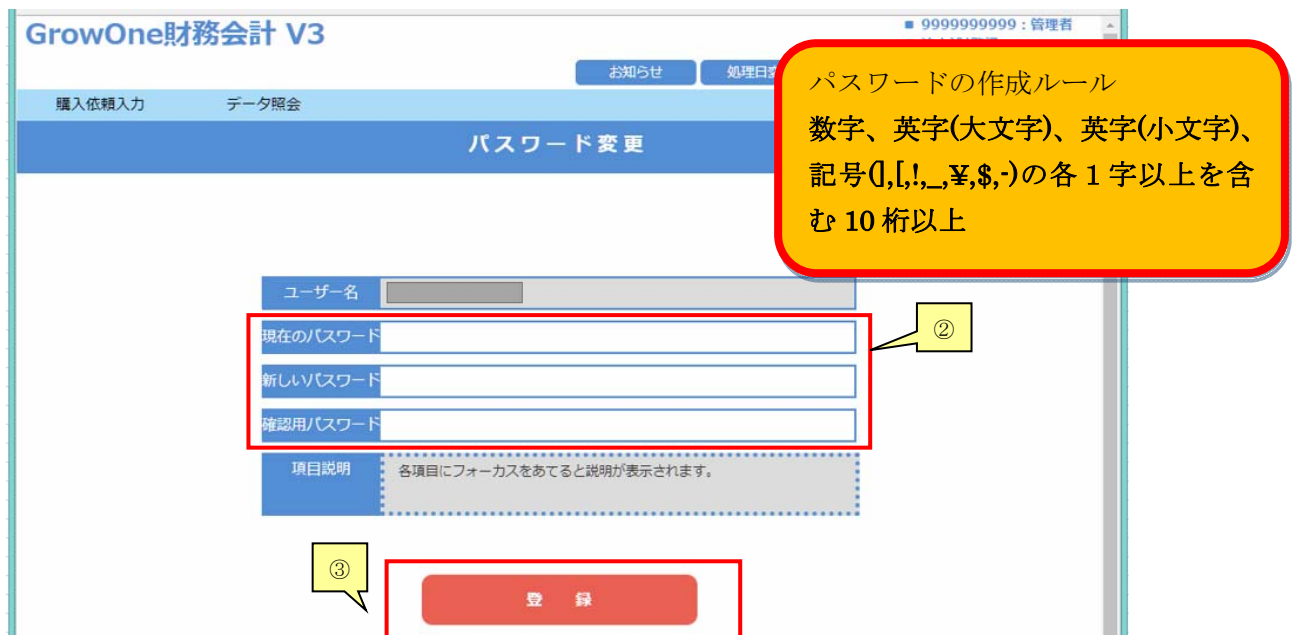 GrowOne財務会計 V3
■ 9999999999：管理者
お知らせ
処理日
購入依頼入力
データ照会
パスワード変更
パスワードの作成ルール
数字、英字(大文字)、英字(小文字)、
記号(],[,!,_,¥,$,-)の各１字以上を含
む 10 桁以上
ユーザー名
現在のパスワード
新しいパスワード
確認用パスワード
②
項目説明
各項目にフォーカスをあてると説明が表示されます。
③
登 録